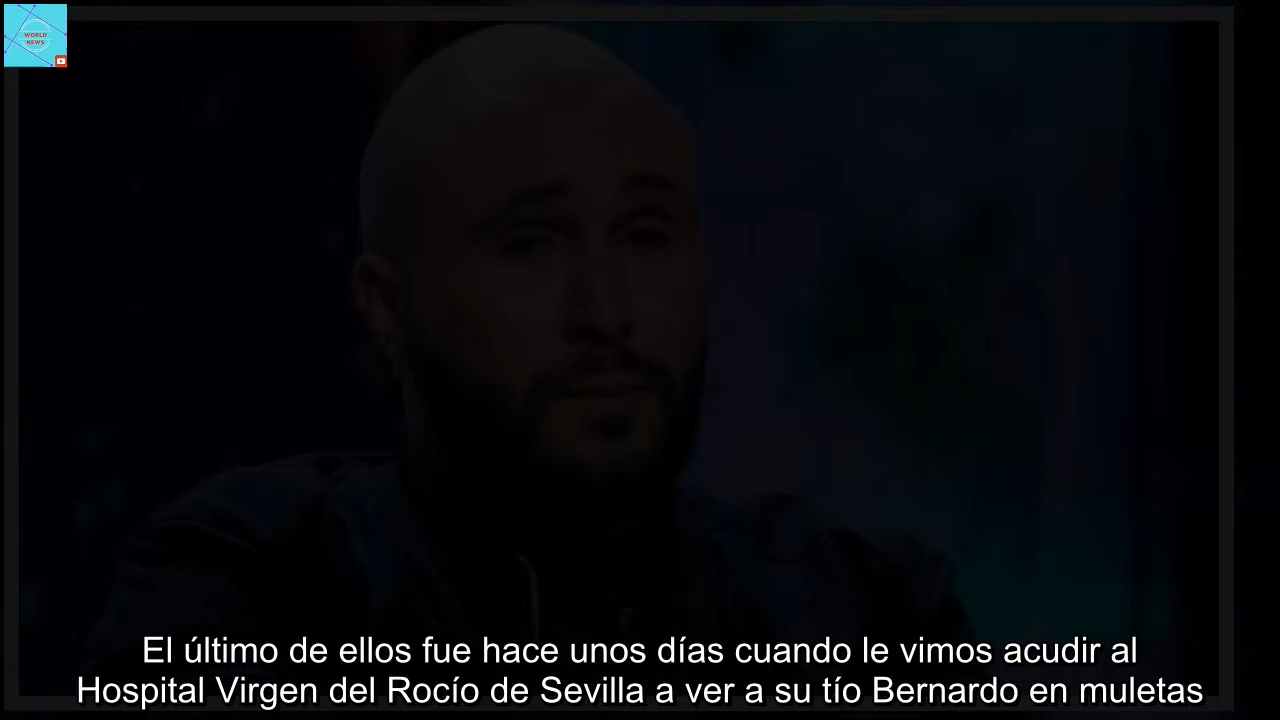 WORLD
NEWS
El último de ellos fue hace unos días cuando le vimos acudir al
Hospital Virgen del Rocío de Sevilla a ver a su tío Bernardo en muletas